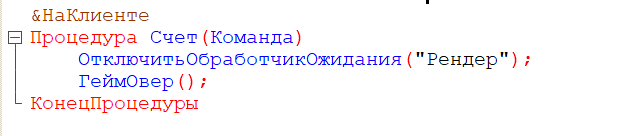 &НаКлиенте
Процедура Счет(Команда)
ОтключитьОбработчикОжидания("Рендер");
ГеймОвер();
КонецПроцедуры